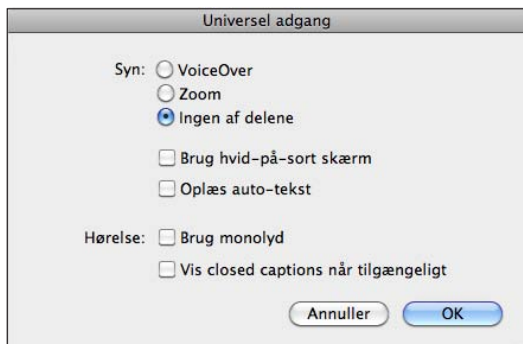 Universel adgang
Syn: VoiceOver
Zoom
Ingen af delene
Brug hvid-på-sort skærm
Oplæs auto-tekst
Hørelse: Brug monolyd
Vis closed captions når tilgængeligt
Annuller OK